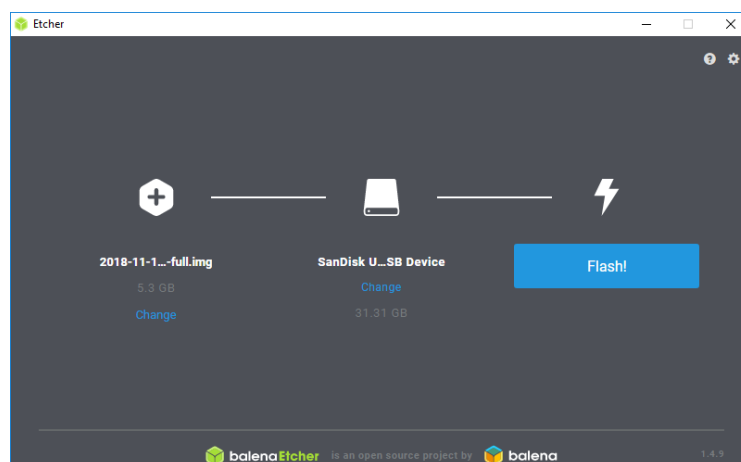 Etcher
2018-11-1...-full.img
5.3 GB
Change
SanDisk U...SB Device
Change
31.31 GB
Flash!
balenaEtcher is an open source project by balena
1.4.9